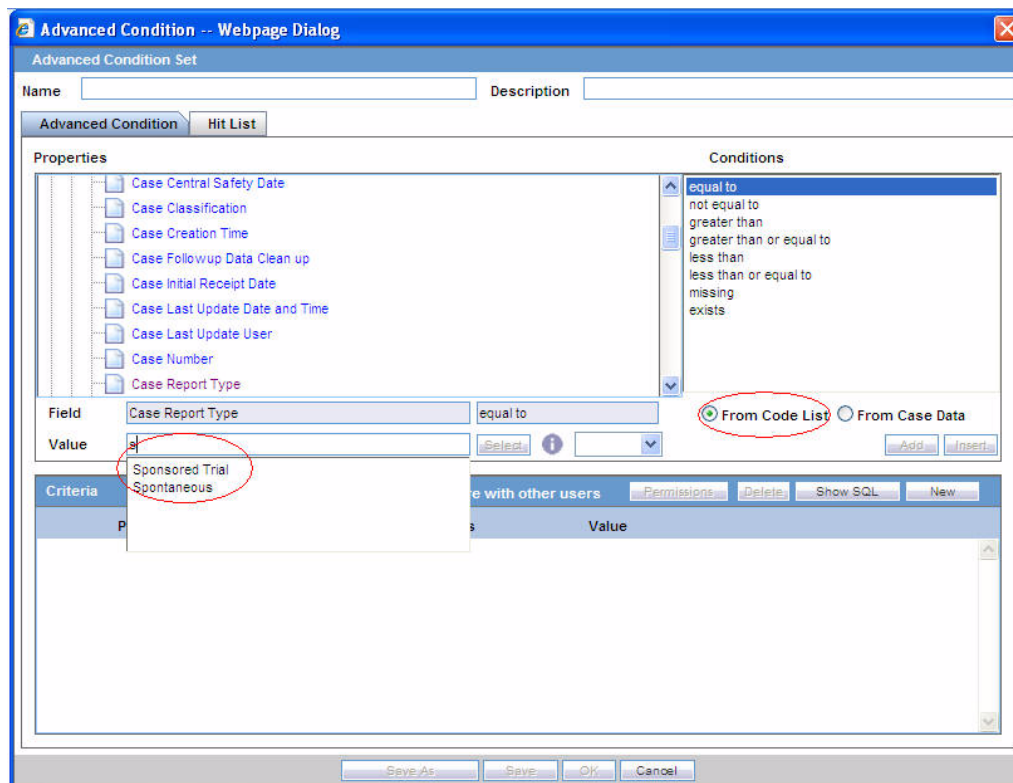 Advanced Condition -- Webpage Dialog
Advanced Condition Set
Name Description
Advanced Condition Hit List
Properties Conditions
Case Central Safety Date
Case Classification
Case Creation Time
Case Followup Data Clean up
Case Initial Receipt Date
Case Last Update Date and Time
Case Last Update User
Case Number
Case Report Type
equal to
not equal to
greater than
greater than or equal to
less than
less than or equal to
missing
exists
Field Case Report Type equal to From Code List From Case Data
Value s Select i Add Insert
Sponsored Trial
Spontaneous
Criteria with other users Permissions Delete Show SQL New
P s Value
Save As Save OK Cancel